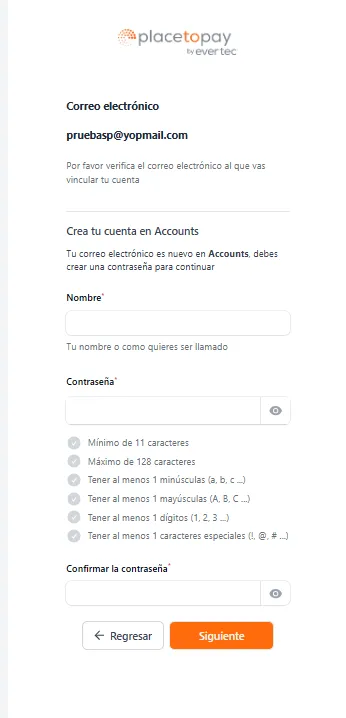 placetopay
by evertec
Correo electrónico
pruebasp@yopmail.com
Por favor verifica el correo electrónico al que vas
vincular tu cuenta
Crea tu cuenta en Accounts
Tu correo electrónico es nuevo en Accounts, debes
crear una contraseña para continuar
Nombre*
Tu nombre o como quieres ser llamado
Contraseña*
Mínimo de 11 caracteres
Máximo de 128 caracteres
Tener al menos 1 minúsculas (a, b, c ...)
Tener al menos 1 mayúsculas (A, B, C ...)
Tener al menos 1 dígitos (1, 2, 3 ...)
Tener al menos 1 caracteres especiales (!, @, # ...)
Confirmar la contraseña*
← Regresar
Siguiente